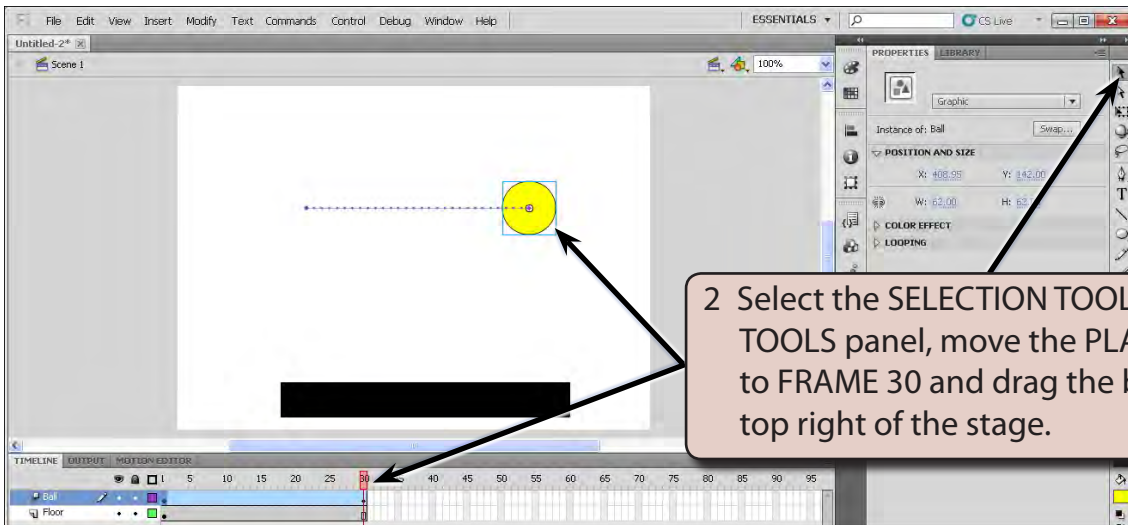 File Edit View Insert Modify Text Commands Control Debug Window Help ESSENTIALS CS Live
Untitled-2*
Scene 1 100%
PROPERTIES LIBRARY
Graphic
Instance of: Ball Swap...
POSITION AND SIZE
X: 408.95 Y: 142.00
W: 62.00 H:
COLOR EFFECT
LOOPING
2 Select the SELECTION TOOL
TOOLS panel, move the
to FRAME 30 and drag the
top right of the stage.
TIMELINE OUTPUT MOTION EDITOR
1 5 10 15 20 25 30 40 45 50 55 60 65 70 75 80 85 90 95
Ball
Floor